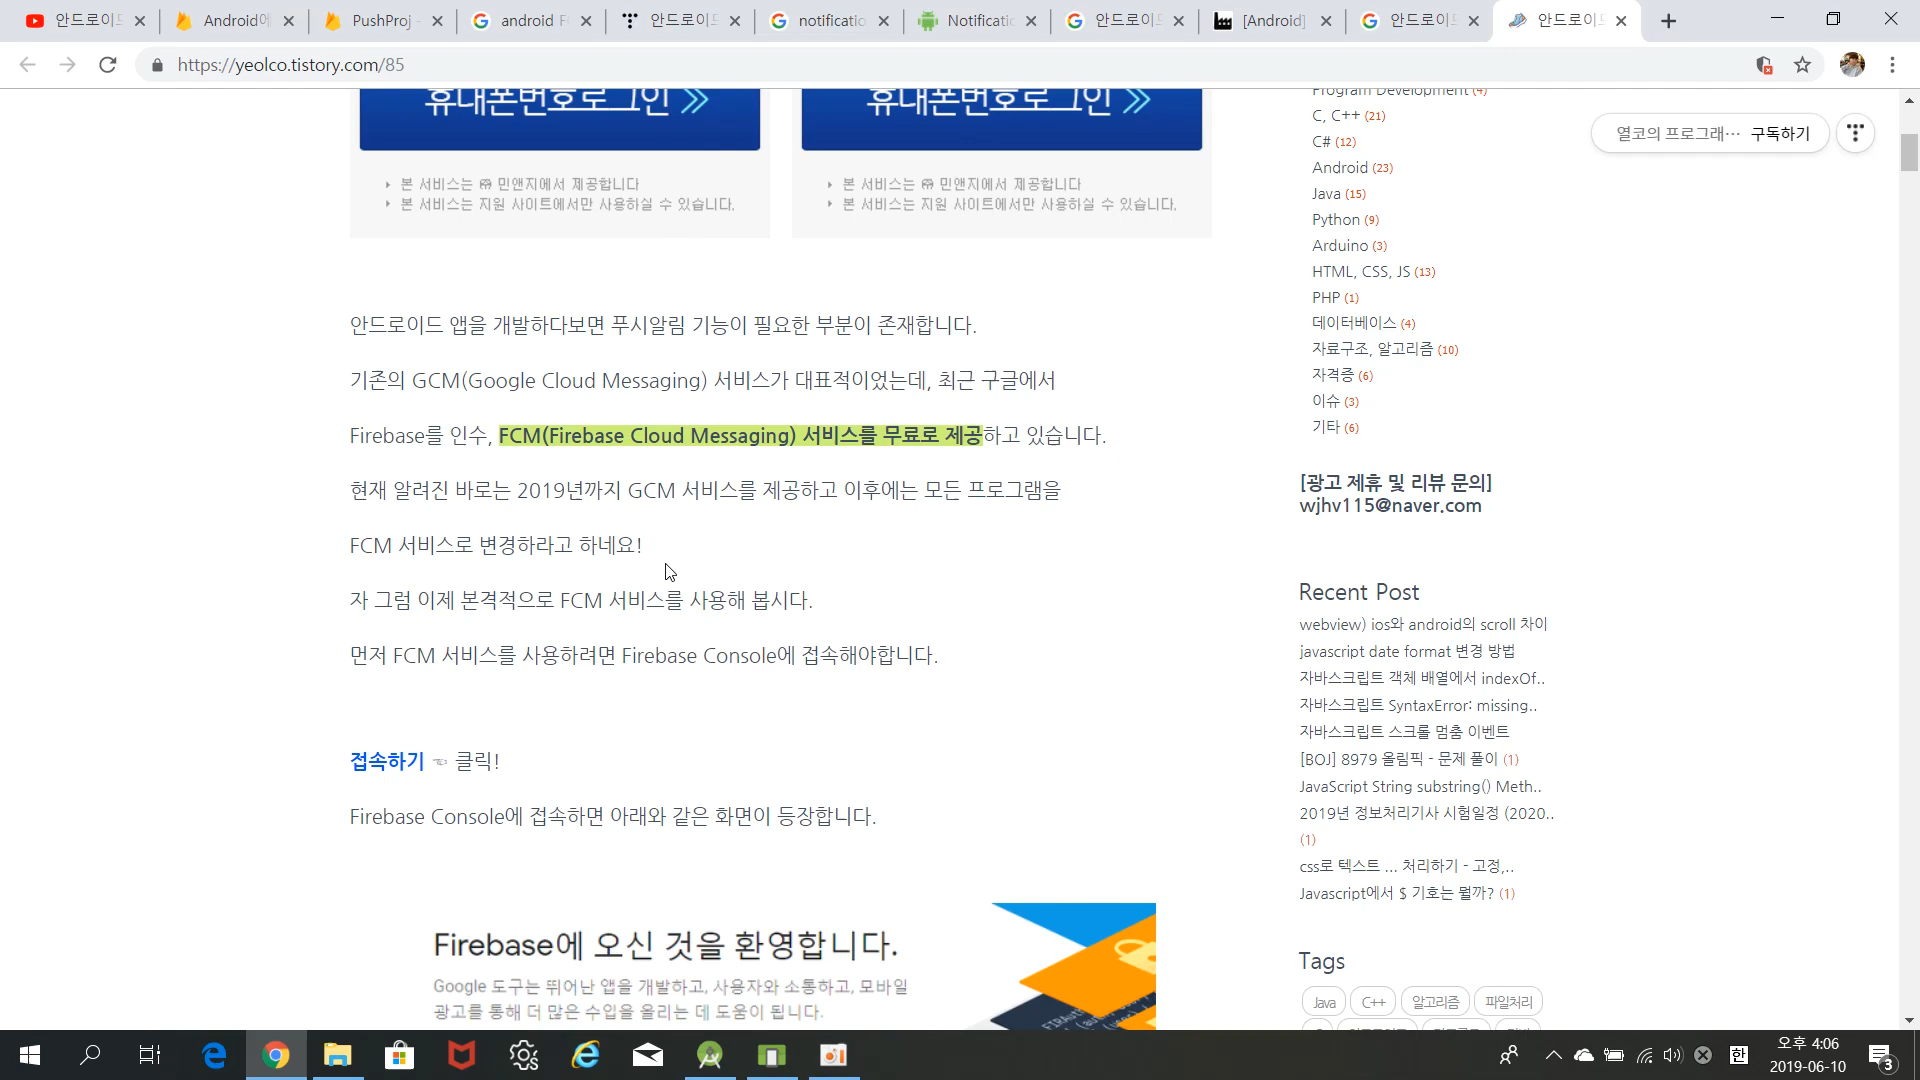 안드로이드
Android에
PushProj -
android F
안드로이드
notificatio
Notificatio
안드로이드
[Android]
안드로이드
안드로이드
https://yeolco.tistory.com/85
휴대폰번호로그인
휴대폰번호로그인
본 서비스는 민앤지에서 제공합니다
본 서비스는 지원 사이트에서만 사용하실 수 있습니다.
본 서비스는 민앤지에서 제공합니다
본 서비스는 지원 사이트에서만 사용하실 수 있습니다.
안드로이드 앱을 개발하다보면 푸시알림 기능이 필요한 부분이 존재합니다.
기존의 GCM(Google Cloud Messaging) 서비스가 대표적이었는데, 최근 구글에서
Firebase를 인수, FCM(Firebase Cloud Messaging) 서비스를 무료로 제공하고 있습니다.
현재 알려진 바로는 2019년까지 GCM 서비스를 제공하고 이후에는 모든 프로그램을
FCM 서비스로 변경하라고 하네요!
자 그럼 이제 본격적으로 FCM 서비스를 사용해 봅시다.
먼저 FCM 서비스를 사용하려면 Firebase Console에 접속해야합니다.
접속하기 ☜ 클릭!
Firebase Console에 접속하면 아래와 같은 화면이 등장합니다.
Firebase에 오신 것을 환영합니다.
Google 도구는 뛰어난 앱을 개발하고, 사용자와 소통하고, 모바일
광고를 통해 더 많은 수입을 올리는 데 도움이 됩니다.
Program Development (4)
C, C++ (21)
C# (12)
Android (23)
Java (15)
Python (9)
Arduino (3)
HTML, CSS, JS (13)
PHP (1)
데이터베이스 (4)
자료구조, 알고리즘 (10)
자격증 (6)
이슈 (3)
기타 (6)
열코의 프로그래… 구독하기
[광고 제휴 및 리뷰 문의]
wjhv115@naver.com
Recent Post
webview) ios와 android의 scroll 차이
javascript date format 변경 방법
자바스크립트 객체 배열에서 indexOf..
자바스크립트 SyntaxError: missing..
자바스크립트 스크롤 멈춤 이벤트
[BOJ] 8979 올림픽 - 문제 풀이 (1)
JavaScript String substring() Meth..
2019년 정보처리기사 시험일정 (2020..
(1)
css로 텍스트 ... 처리하기 - 고정,..
Javascript에서 $ 기호는 뭘까? (1)
Tags
Java C++ 알고리즘 파일처리
한
오후 4:06
2019-06-10
3